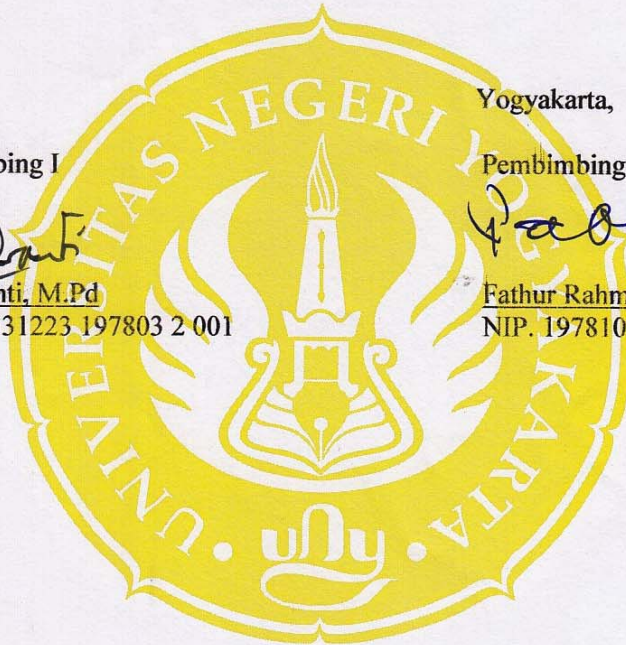 Yogyakarta,
bing I
Pembimbing
nti, M.Pd
31223 197803 2 001
Fathur Rahm
NIP. 197810
UNIVERSITAS NEGERI YOGYAKARTA
uny